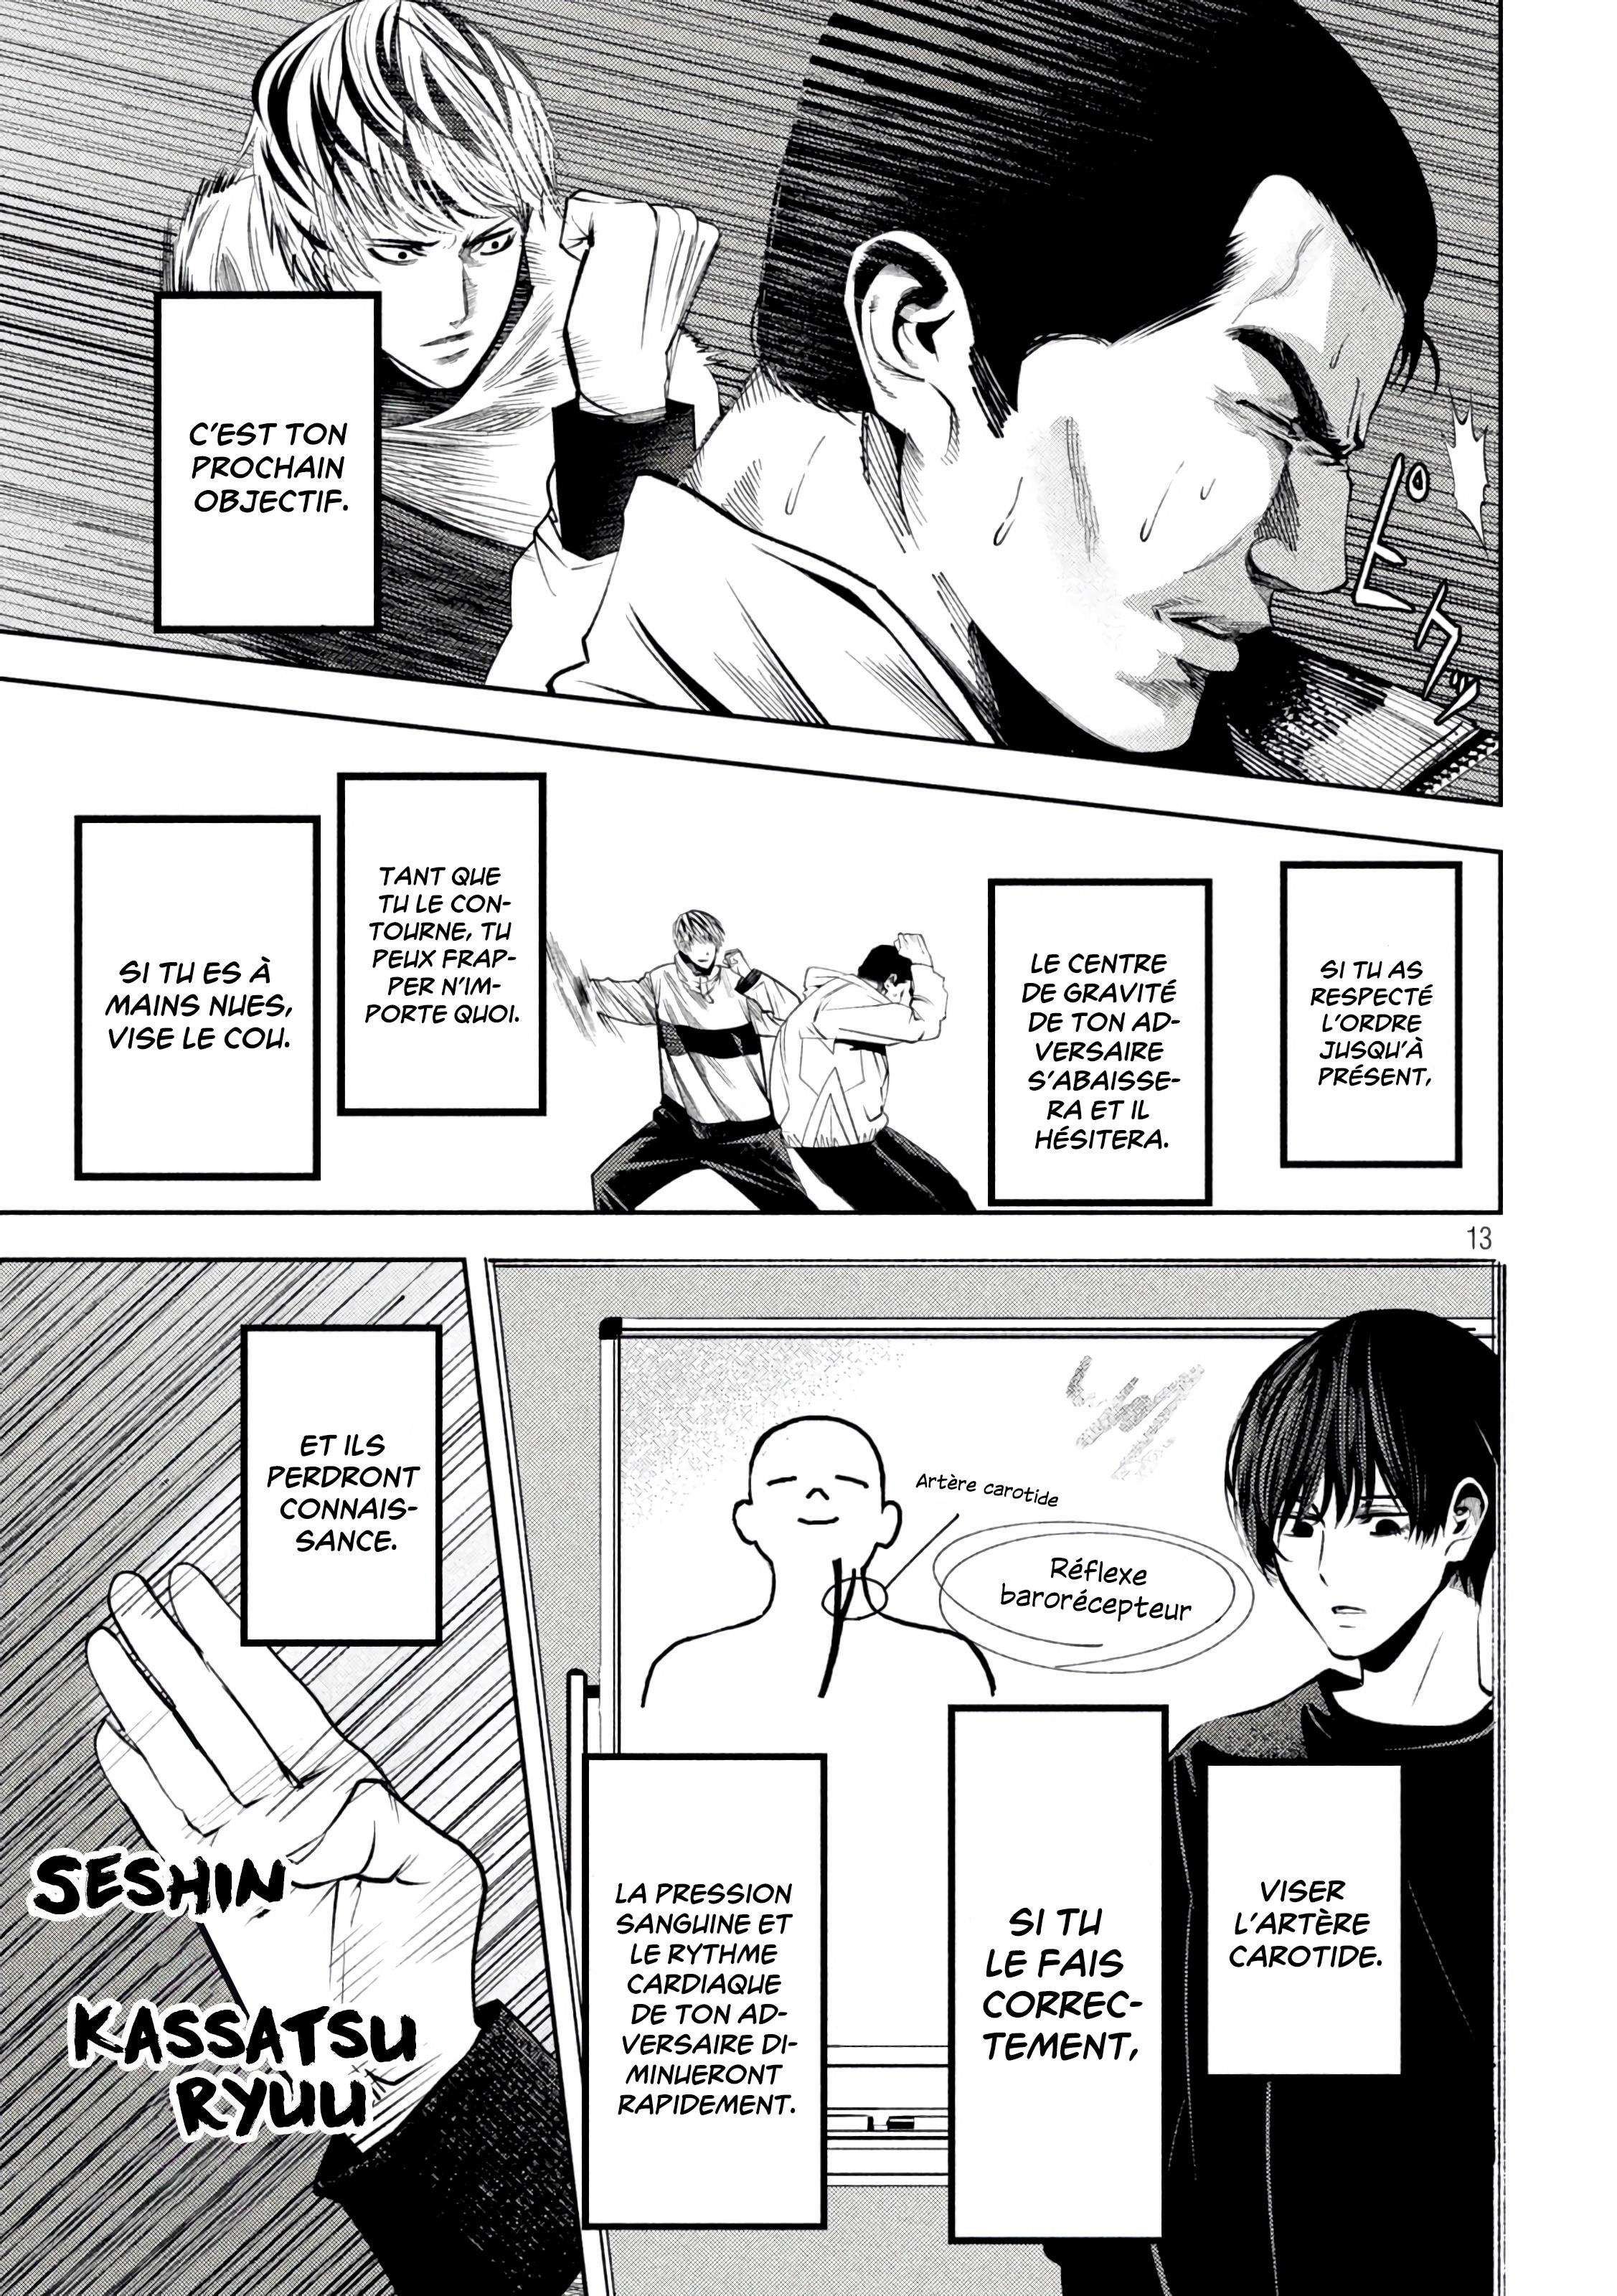 C'EST TON
PROCHAIN
OBJECTIF.
ピクッ
SI TU AS
RESPECTÉ
L'ORDRE
JUSQU'À
PRÉSENT,
LE CENTRE
DE GRAVITÉ
DE TON AD-
VERSAIRE
S'ABAISSE-
RA ET IL
HÉSITERA.
TANT QUE
TU LE CON-
TOURNE, TU
PEUX FRAP-
PER N'IM-
PORTE QUOI.
SI TU ES À
MAINS NUES,
VISE LE COU.
13
Artère carotide
Réflexe
barorécepteur
VISER
L'ARTÈRE
CAROTIDE.
SI TU
LE FAIS
CORREC-
TEMENT,
LA PRESSION
SANGUINE ET
LE RYTHME
CARDIAQUE
DE TON AD-
VERSAIRE DI-
MINUERONT
RAPIDEMENT.
ET ILS
PERDRONT
CONNAIS-
SANCE.
SESHIN
KASSATSU
RYUU